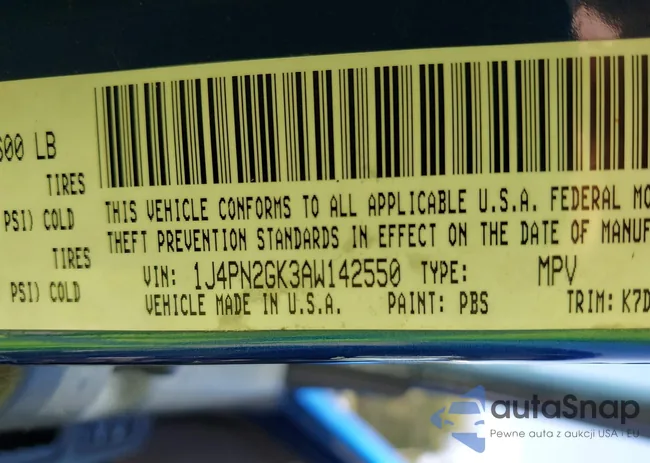 600 LB
TIRES
PSI) COLD
PSI) COLD
THIS VEHICLE CONFORMS TO ALL APPLICABLE U.S.A. FEDERAL MO
THEFT PREVENTION STANDARDS IN EFFECT ON THE DATE OF MANUF
VIN: 1J4PN2GK3AW142550 TYPE: MPV
VEHICLE MADE IN U.S.A. PAINT: PBS TRIM: K7D
TIRES
autaSnap
Pewne auta z aukcji USA i EU